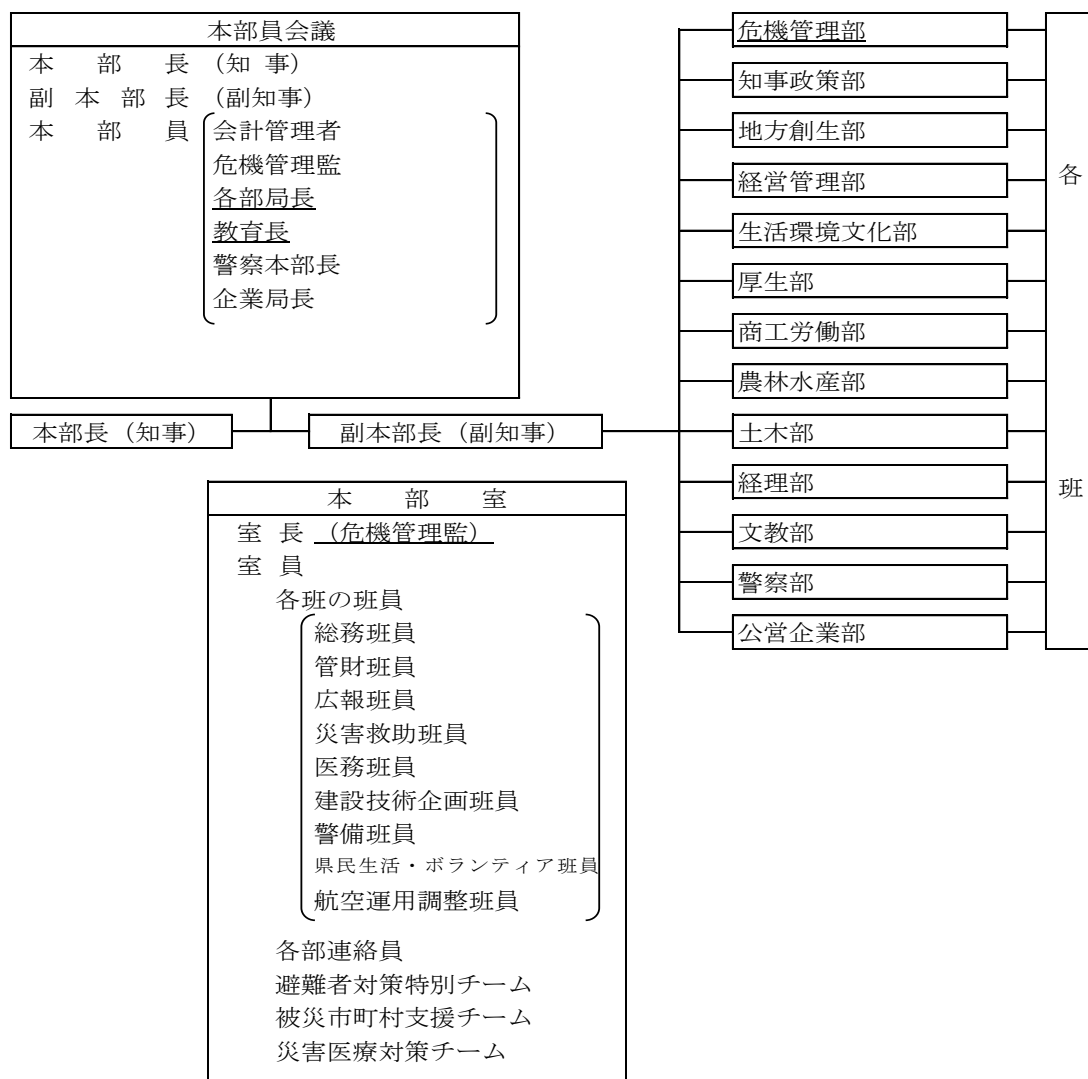 本部員会議
本部長（知事）
副本部長（副知事）
本部員
会計管理者
危機管理監
各部局長
教育長
警察本部長
企業局長
本部長（知事）
副本部長（副知事）
本部室
室長（危機管理監）
室員
各班の班員
総務班員
管財班員
広報班員
災害救助班員
医務班員
建設技術企画班員
警備班員
県民生活・ボランティア班員
航空運用調整班員
各部連絡員
避難者対策特別チーム
被災市町村支援チーム
災害医療対策チーム
危機管理部
知事政策部
地方創生部
経営管理部
生活環境文化部
厚生部
商工労働部
農林水産部
土木部
経理部
文教部
警察部
公営企業部
各班